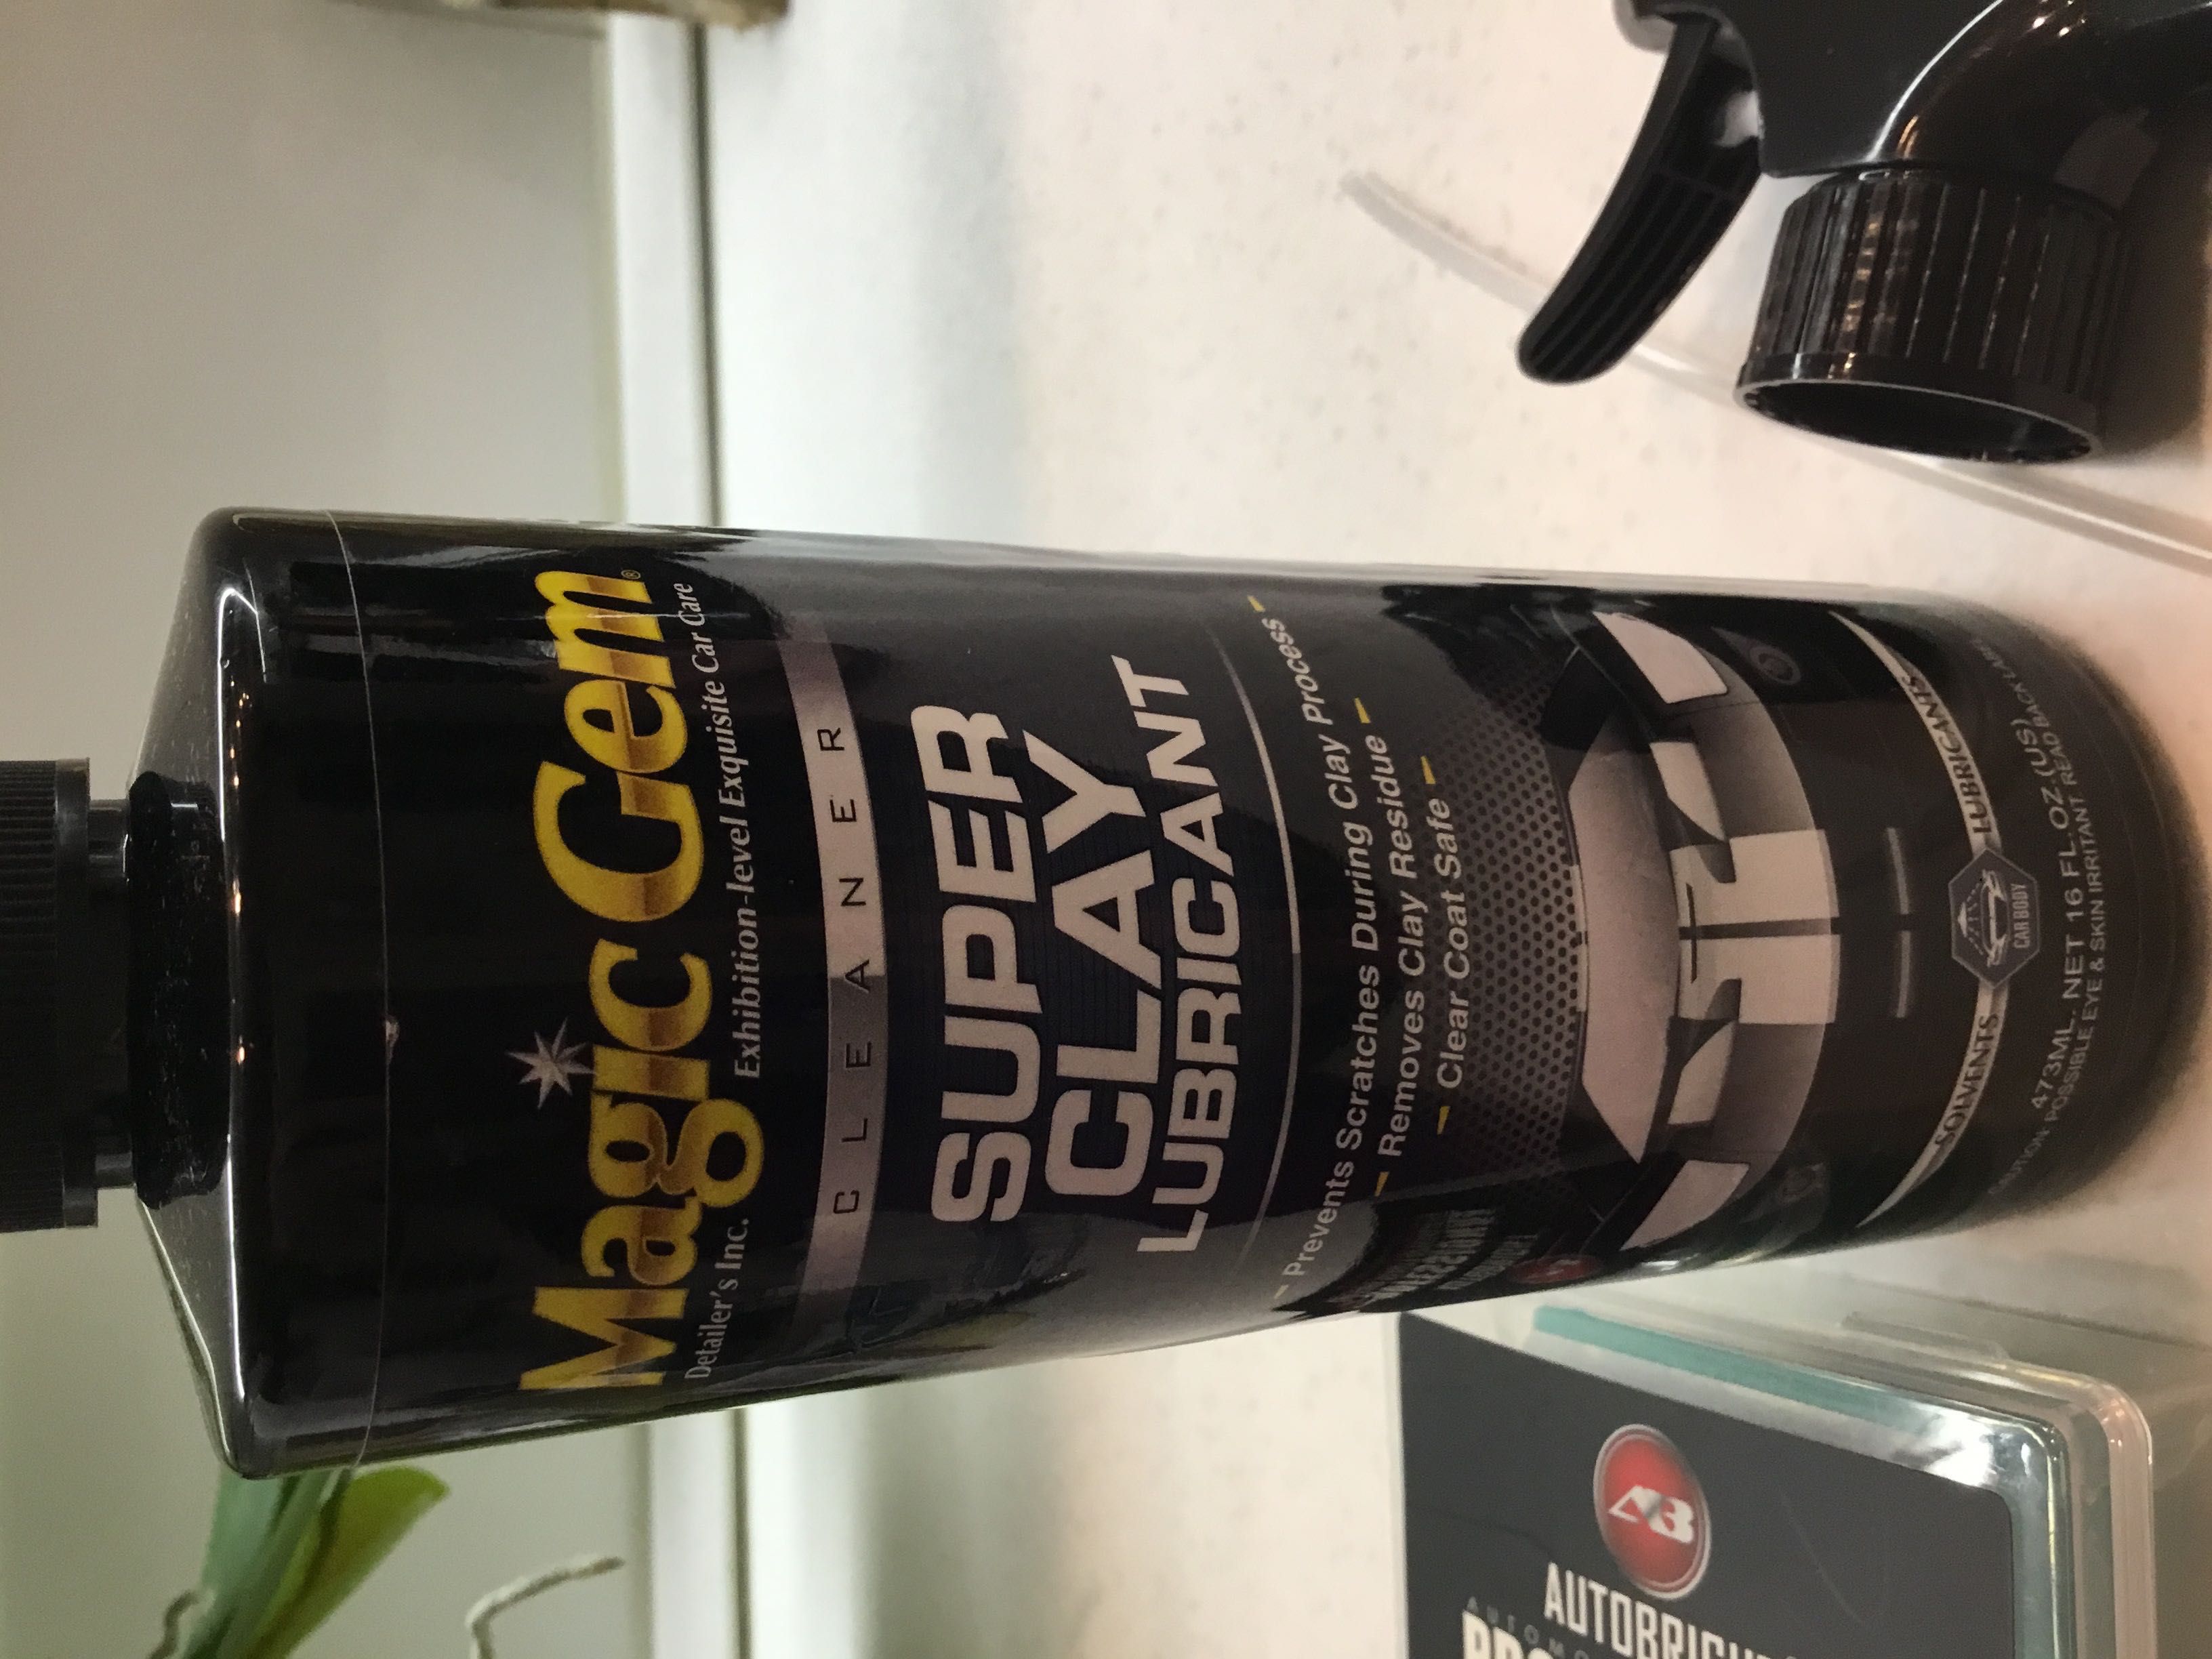 Magic Gem®
Detailer's Inc. Exhibition-level Exquisite Car Care
CLEANER
SUPER
CLAY
LUBRICANT
– Prevents Scratches During Clay Process –
– Removes Clay Residue –
– Clear Coat Safe –
SOLVENTS
CAR BODY
LUBRICANTS
473ML. NET 16 FL.OZ.(US)
CAUTION POSSIBLE EYE & SKIN IRRITANT READ BACK LABEL
AB